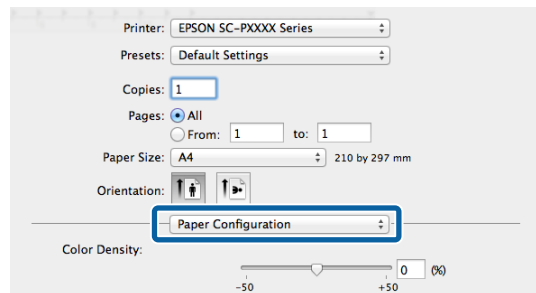 Printer: EPSON SC-PXXXX Series
Presets: Default Settings
Copies: 1
Pages: All
From: 1 to: 1
Paper Size: A4 210 by 297 mm
Orientation:
Paper Configuration
Color Density:
0 (%)
-50 +50